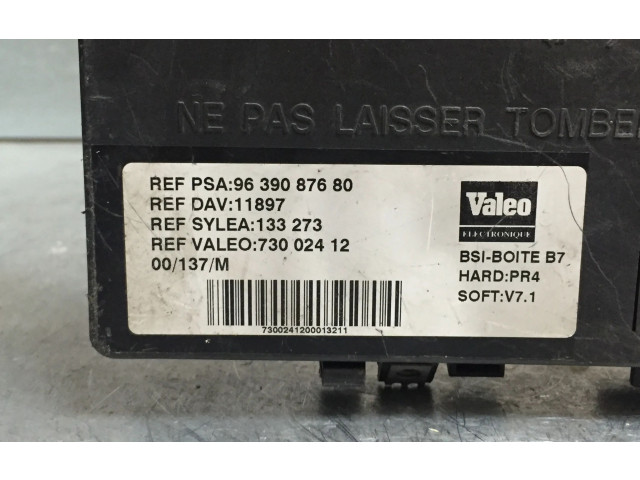 NE PAS LAISSER TOMBE
REF PSA:96 390 876 80
REF DAV:11897
REF SYLEA:133 273
REF VALEO:730 024 12
00/137/M
7300241200013211
Valeo
ELECTRONIQUE
BSI-BOITE B7
HARD:PR4
SOFT:V7.1